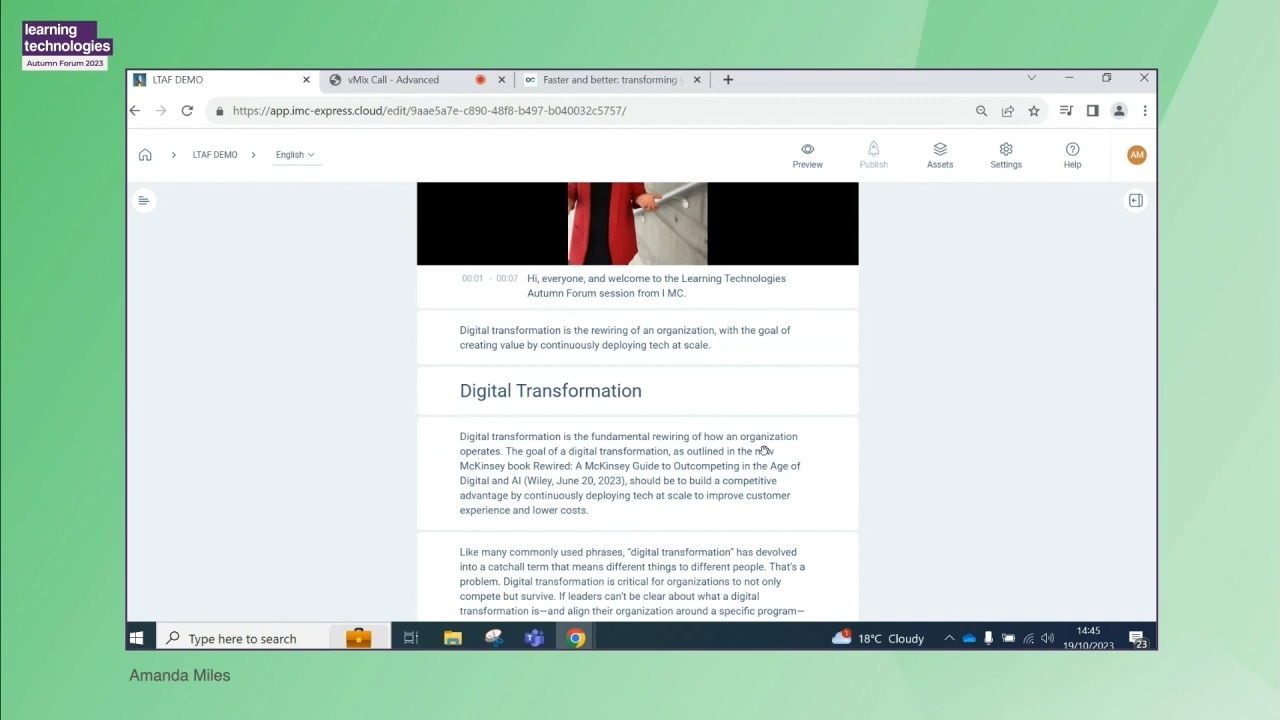 learning
technologies
Autumn Forum 2023
LTAF DEMO
vMix Call - Advanced
Faster and better: transforming
https://app.imc-express.cloud/edit/9aae5a7e-c890-48f8-b497-b040032c5757/
LTAF DEMO
English
Preview
Publish
Assets
Settings
Help
AM
00:01 - 00:07 Hi, everyone, and welcome to the Learning Technologies
Autumn Forum session from I MC.
Digital transformation is the rewiring of an organization, with the goal of
creating value by continuously deploying tech at scale.
Digital Transformation
Digital transformation is the fundamental rewiring of how an organization
operates. The goal of a digital transformation, as outlined in the new
McKinsey book Rewired: A McKinsey Guide to Outcompeting in the Age of
Digital and AI (Wiley, June 20, 2023), should be to build a competitive
advantage by continuously deploying tech at scale to improve customer
experience and lower costs.
Like many commonly used phrases, “digital transformation” has devolved
into a catchall term that means different things to different people. That's a
problem. Digital transformation is critical for organizations to not only
compete but survive. If leaders can't be clear about what a digital
transformation is—and align their organization around a specific program—
Type here to search
18°C Cloudy
14:45
19/10/2023
23
Amanda Miles